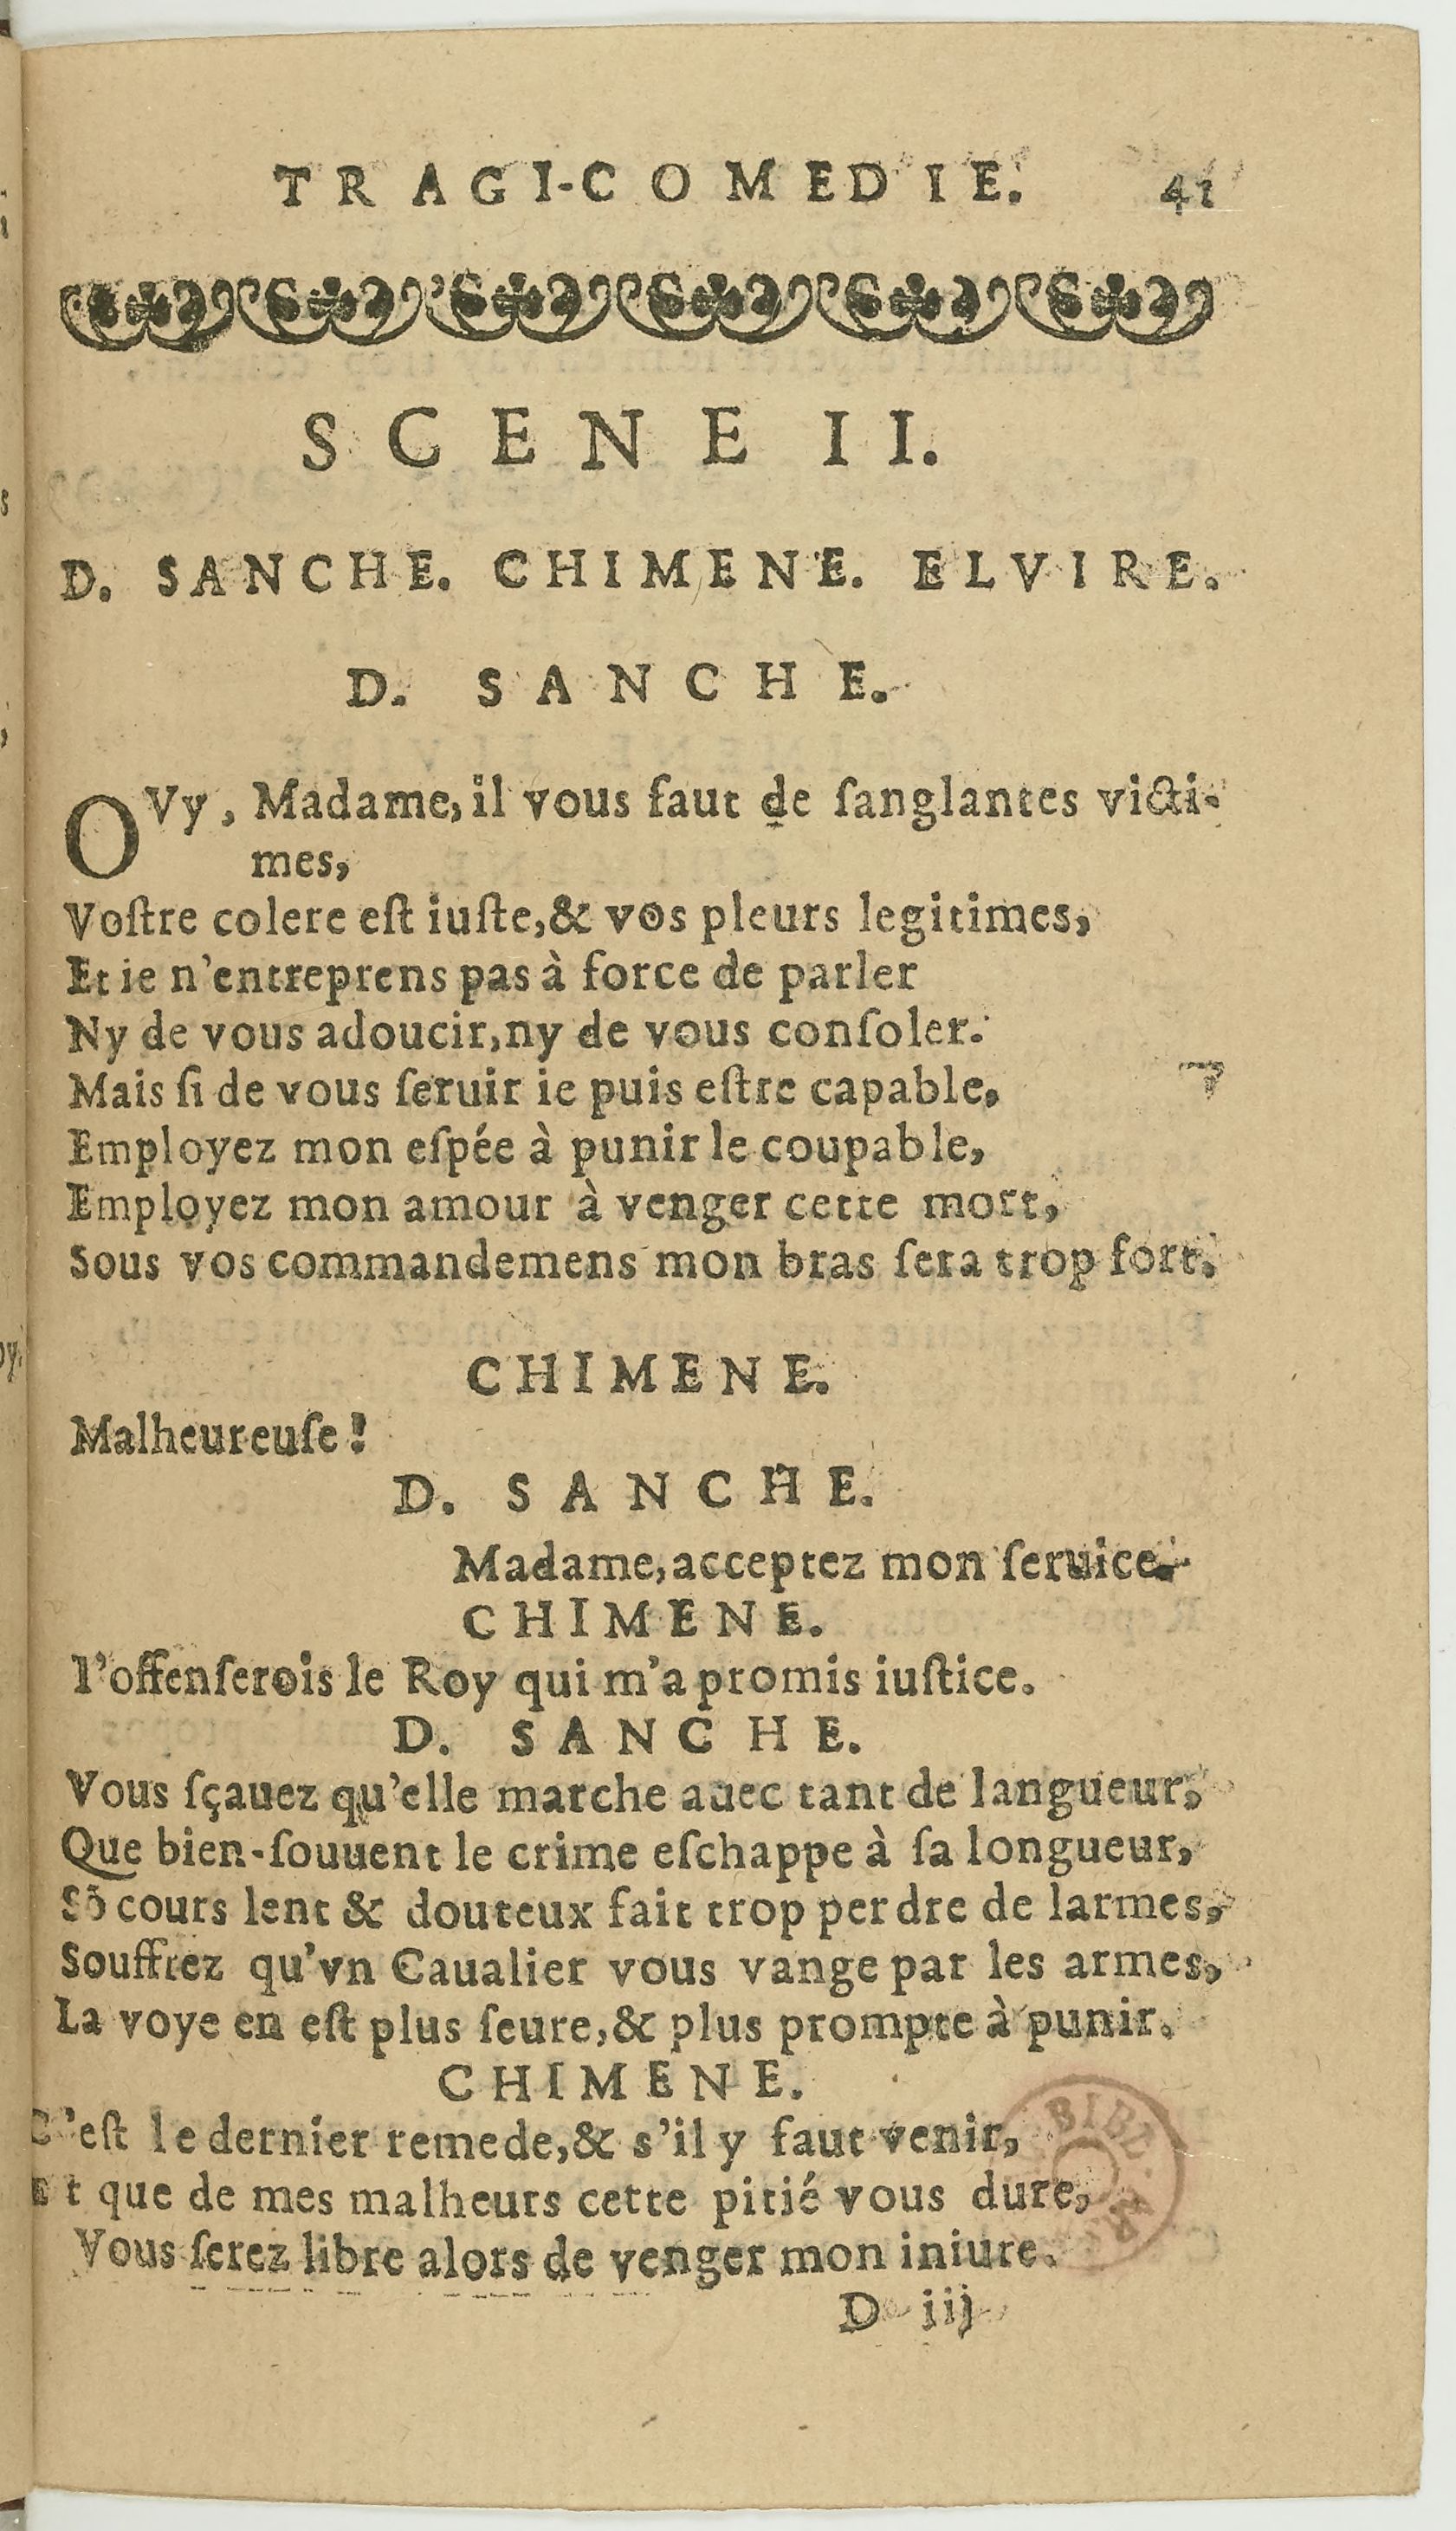 TRAGI-COMEDIE. 41
SCENE II.
D. SANCHE. CHIMENE. ELVIRE.
D. SANCHE.
OVy, Madame, il vous faut de ſanglantes victi-
mes,
Voſtre colere eſt iuſte, & vos pleurs legitimes,
Et ie n'entreprens pas à force de parler
Ny de vous adoucir, ny de vous conſoler.
Mais ſi de vous ſeruir ie puis eſtre capable,
Employez mon eſpée à punir le coupable,
Employez mon amour à venger cette mort,
Sous vos commandemens mon bras ſera trop fort.
CHIMENE.
Malheureuſe!
D. SANCHE.
Madame, acceptez mon ſeruice.
CHIMENE.
I'offenſerois le Roy qui m'a promis iuſtice.
D. SANCHE.
Vous ſçauez qu'elle marche auec tant de langueur,
Que bien-ſouuent le crime eſchappe à ſa longueur,
Sõ cours lent & douteux fait trop perdre de larmes,
Souffrez qu'vn Caualier vous vange par les armes,
La voye en eſt plus ſeure, & plus prompte à punir.
CHIMENE.
C'eſt le dernier remede, & s'il y faut venir,
Et que de mes malheurs cette pitié vous dure,
Vous ſerez libre alors de venger mon iniure.
D iij
BIBL